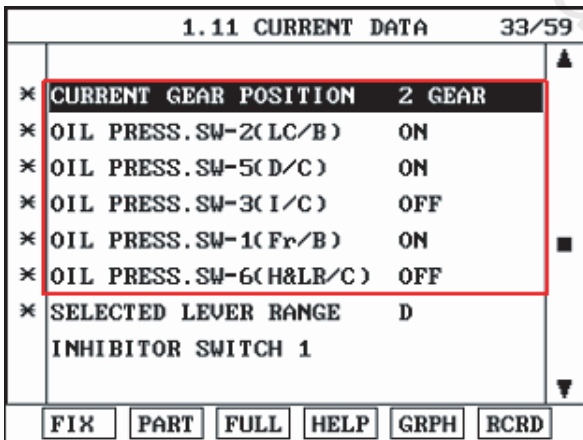 1.11 CURRENT DATA 33/59
* CURRENT GEAR POSITION 2 GEAR
* OIL PRESS.SW-2(LC/B) ON
* OIL PRESS.SW-5(D/C) ON
* OIL PRESS.SW-3(I/C) OFF
* OIL PRESS.SW-1(Fr/B) ON
* OIL PRESS.SW-6(H&LR/C) OFF
* SELECTED LEVER RANGE D
INHIBITOR SWITCH 1
FIX PART FULL HELP GRPH RCRD